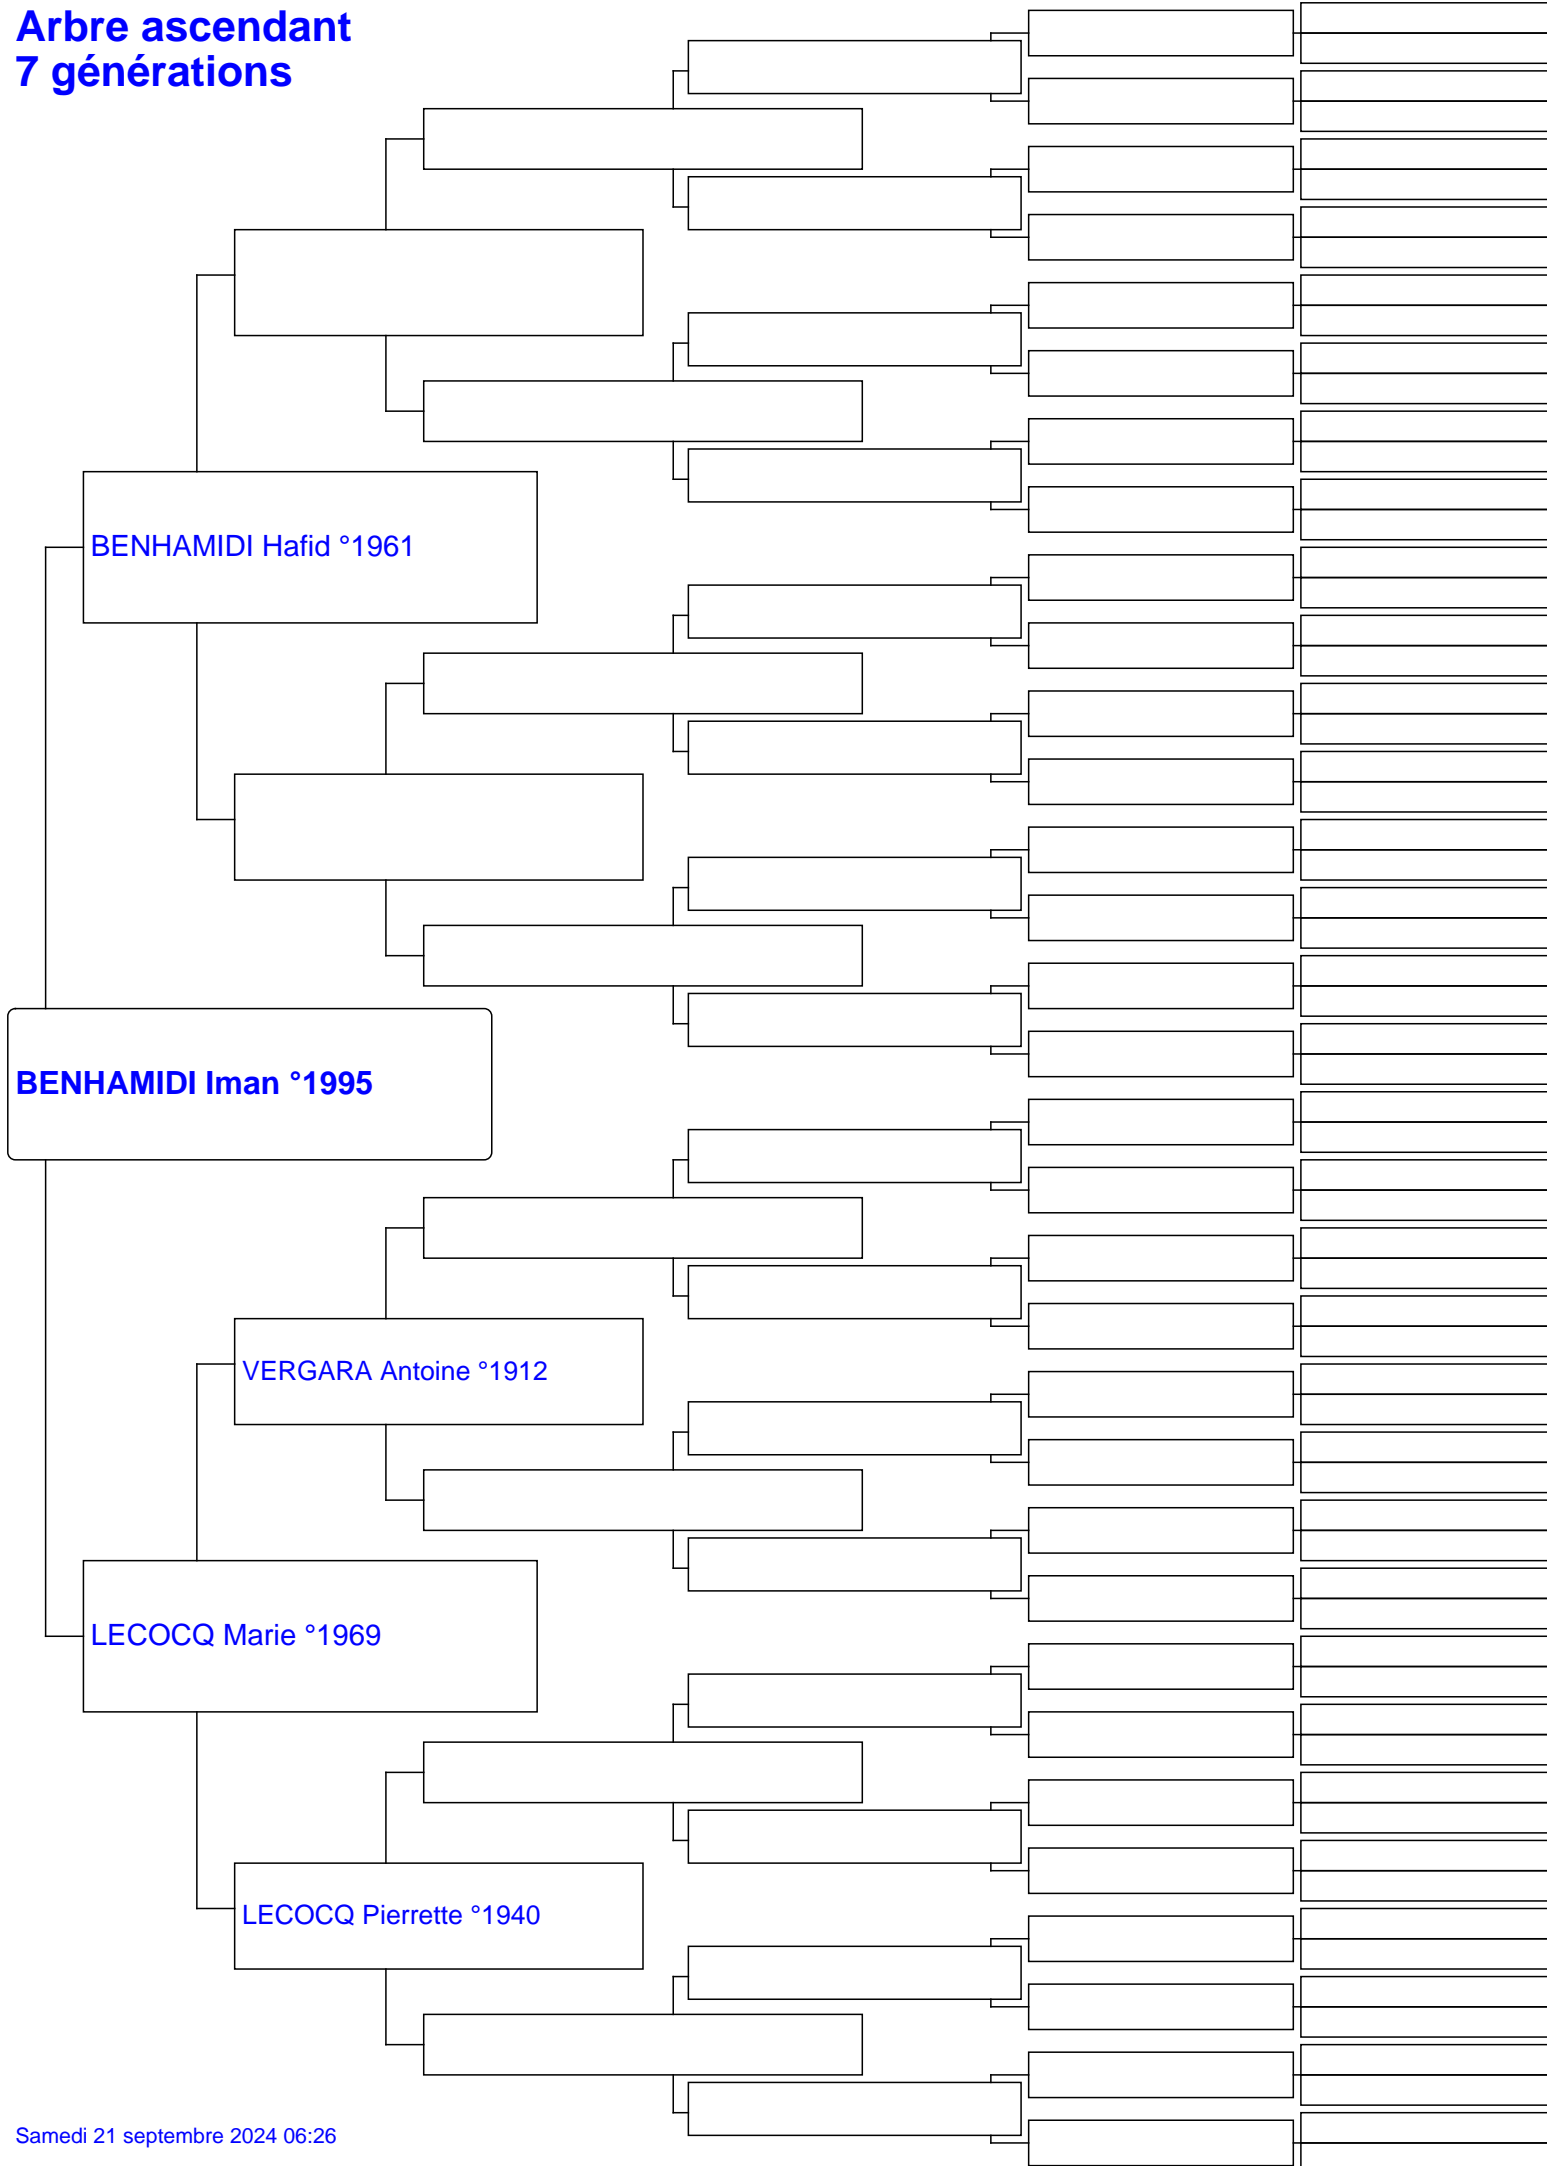 Arbre ascendant
7 générations
BENHAMIDI Hafid °1961
BENHAMIDI Iman °1995
VERGARA Antoine °1912
LECOCQ Marie °1969
LECOCQ Pierrette °1940
Samedi 21 septembre 2024 06:26